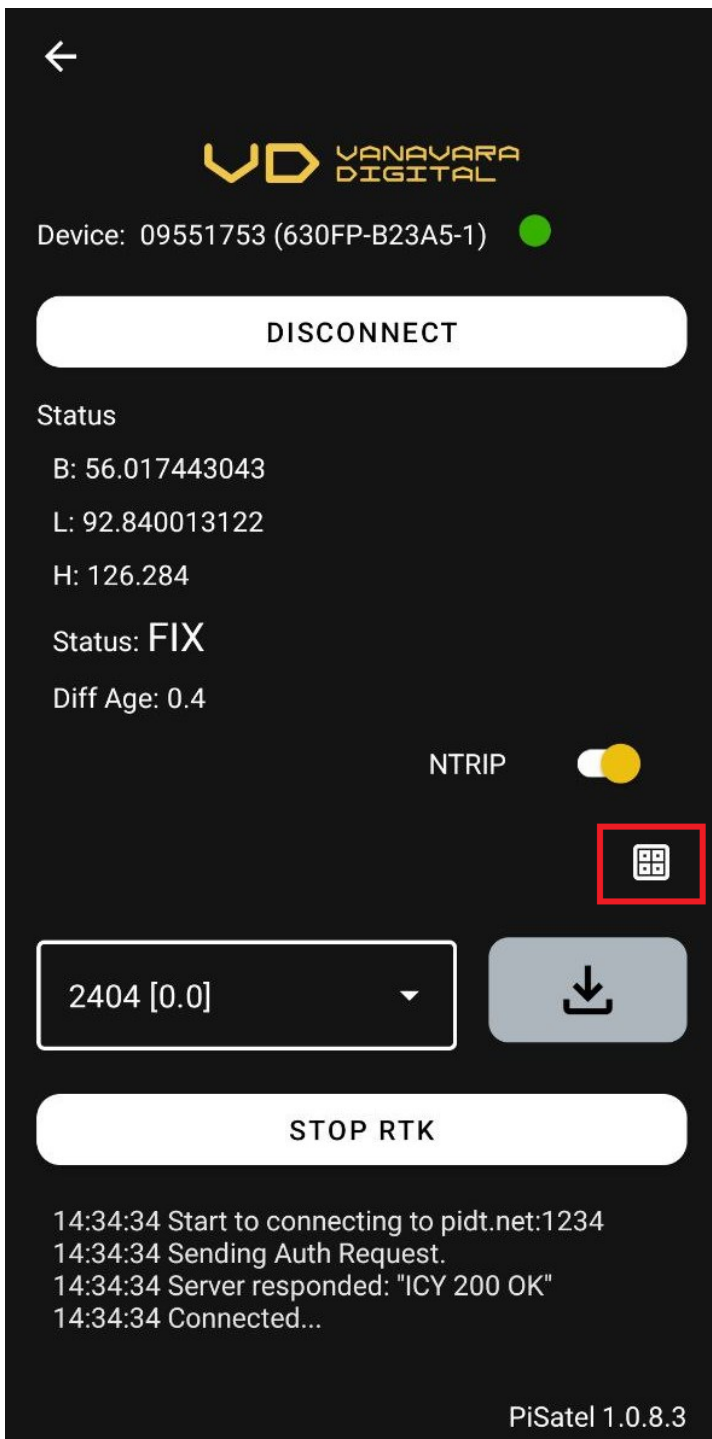 VD VANAVARA
DIGITAL
Device: 09551753 (630FP-B23A5-1)
DISCONNECT
Status
B: 56.017443043
L: 92.840013122
H: 126.284
Status: FIX
Diff Age: 0.4
NTRIP
2404 [0.0]
STOP RTK
14:34:34 Start to connecting to pidt.net:1234
14:34:34 Sending Auth Request.
14:34:34 Server responded: "ICY 200 OK"
14:34:34 Connected...
PiSatel 1.0.8.3